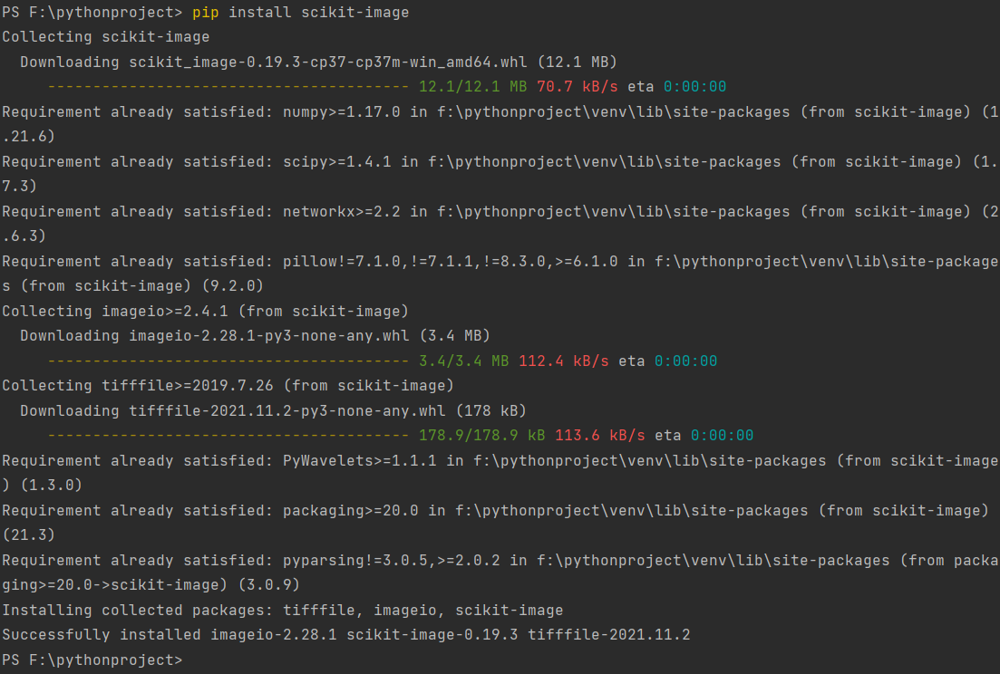 PS F:\pythonproject> pip install scikit-image
Collecting scikit-image
  Downloading scikit_image-0.19.3-cp37-cp37m-win_amd64.whl (12.1 MB)
     ---------------------------------------- 12.1/12.1 MB 70.7 kB/s eta 0:00:00
Requirement already satisfied: numpy>=1.17.0 in f:\pythonproject\venv\lib\site-packages (from scikit-image) (1
.21.6)
Requirement already satisfied: scipy>=1.4.1 in f:\pythonproject\venv\lib\site-packages (from scikit-image) (1.
7.3)
Requirement already satisfied: networkx>=2.2 in f:\pythonproject\venv\lib\site-packages (from scikit-image) (2
.6.3)
Requirement already satisfied: pillow!=7.1.0,!=7.1.1,!=8.3.0,>=6.1.0 in f:\pythonproject\venv\lib\site-package
s (from scikit-image) (9.2.0)
Collecting imageio>=2.4.1 (from scikit-image)
  Downloading imageio-2.28.1-py3-none-any.whl (3.4 MB)
     ---------------------------------------- 3.4/3.4 MB 112.4 kB/s eta 0:00:00
Collecting tifffile>=2019.7.26 (from scikit-image)
  Downloading tifffile-2021.11.2-py3-none-any.whl (178 kB)
     ---------------------------------------- 178.9/178.9 kB 113.6 kB/s eta 0:00:00
Requirement already satisfied: PyWavelets>=1.1.1 in f:\pythonproject\venv\lib\site-packages (from scikit-image
) (1.3.0)
Requirement already satisfied: packaging>=20.0 in f:\pythonproject\venv\lib\site-packages (from scikit-image)
(21.3)
Requirement already satisfied: pyparsing!=3.0.5,>=2.0.2 in f:\pythonproject\venv\lib\site-packages (from packa
ging>=20.0->scikit-image) (3.0.9)
Installing collected packages: tifffile, imageio, scikit-image
Successfully installed imageio-2.28.1 scikit-image-0.19.3 tifffile-2021.11.2
PS F:\pythonproject>